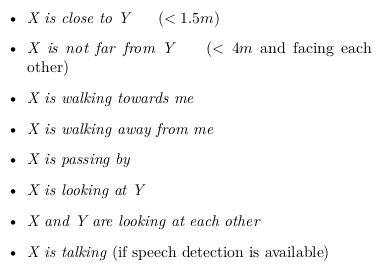 • X is close to Y (< 1.5m)
• X is not far from Y (< 4m and facing each
other)
• X is walking towards me
• X is walking away from me
• X is passing by
• X is looking at Y
• X and Y are looking at each other
• X is talking (if speech detection is available)